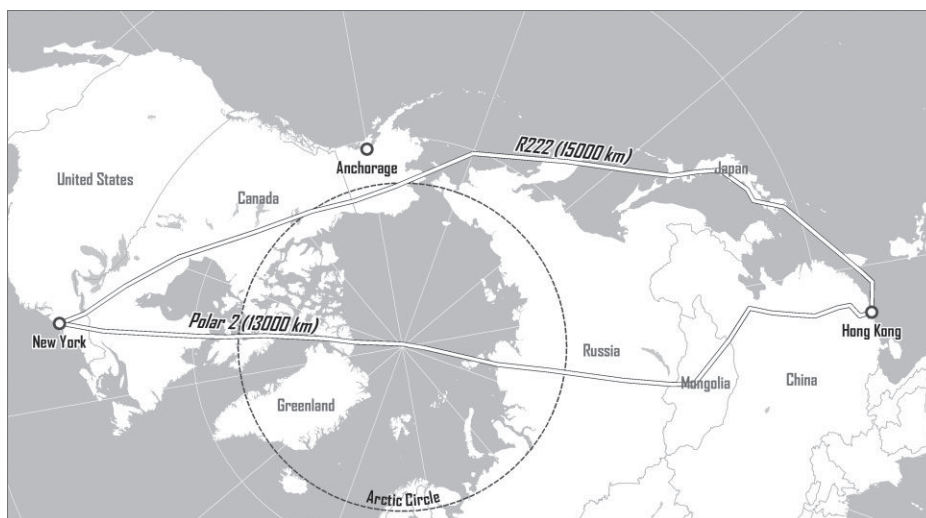 R222 (15000 km)
Anchorage
Japan
United States
Canada
Hong Kong
Polar 2 (13000 km)
New York
Russia
Mongolia
China
Greenland
Arctic Circle